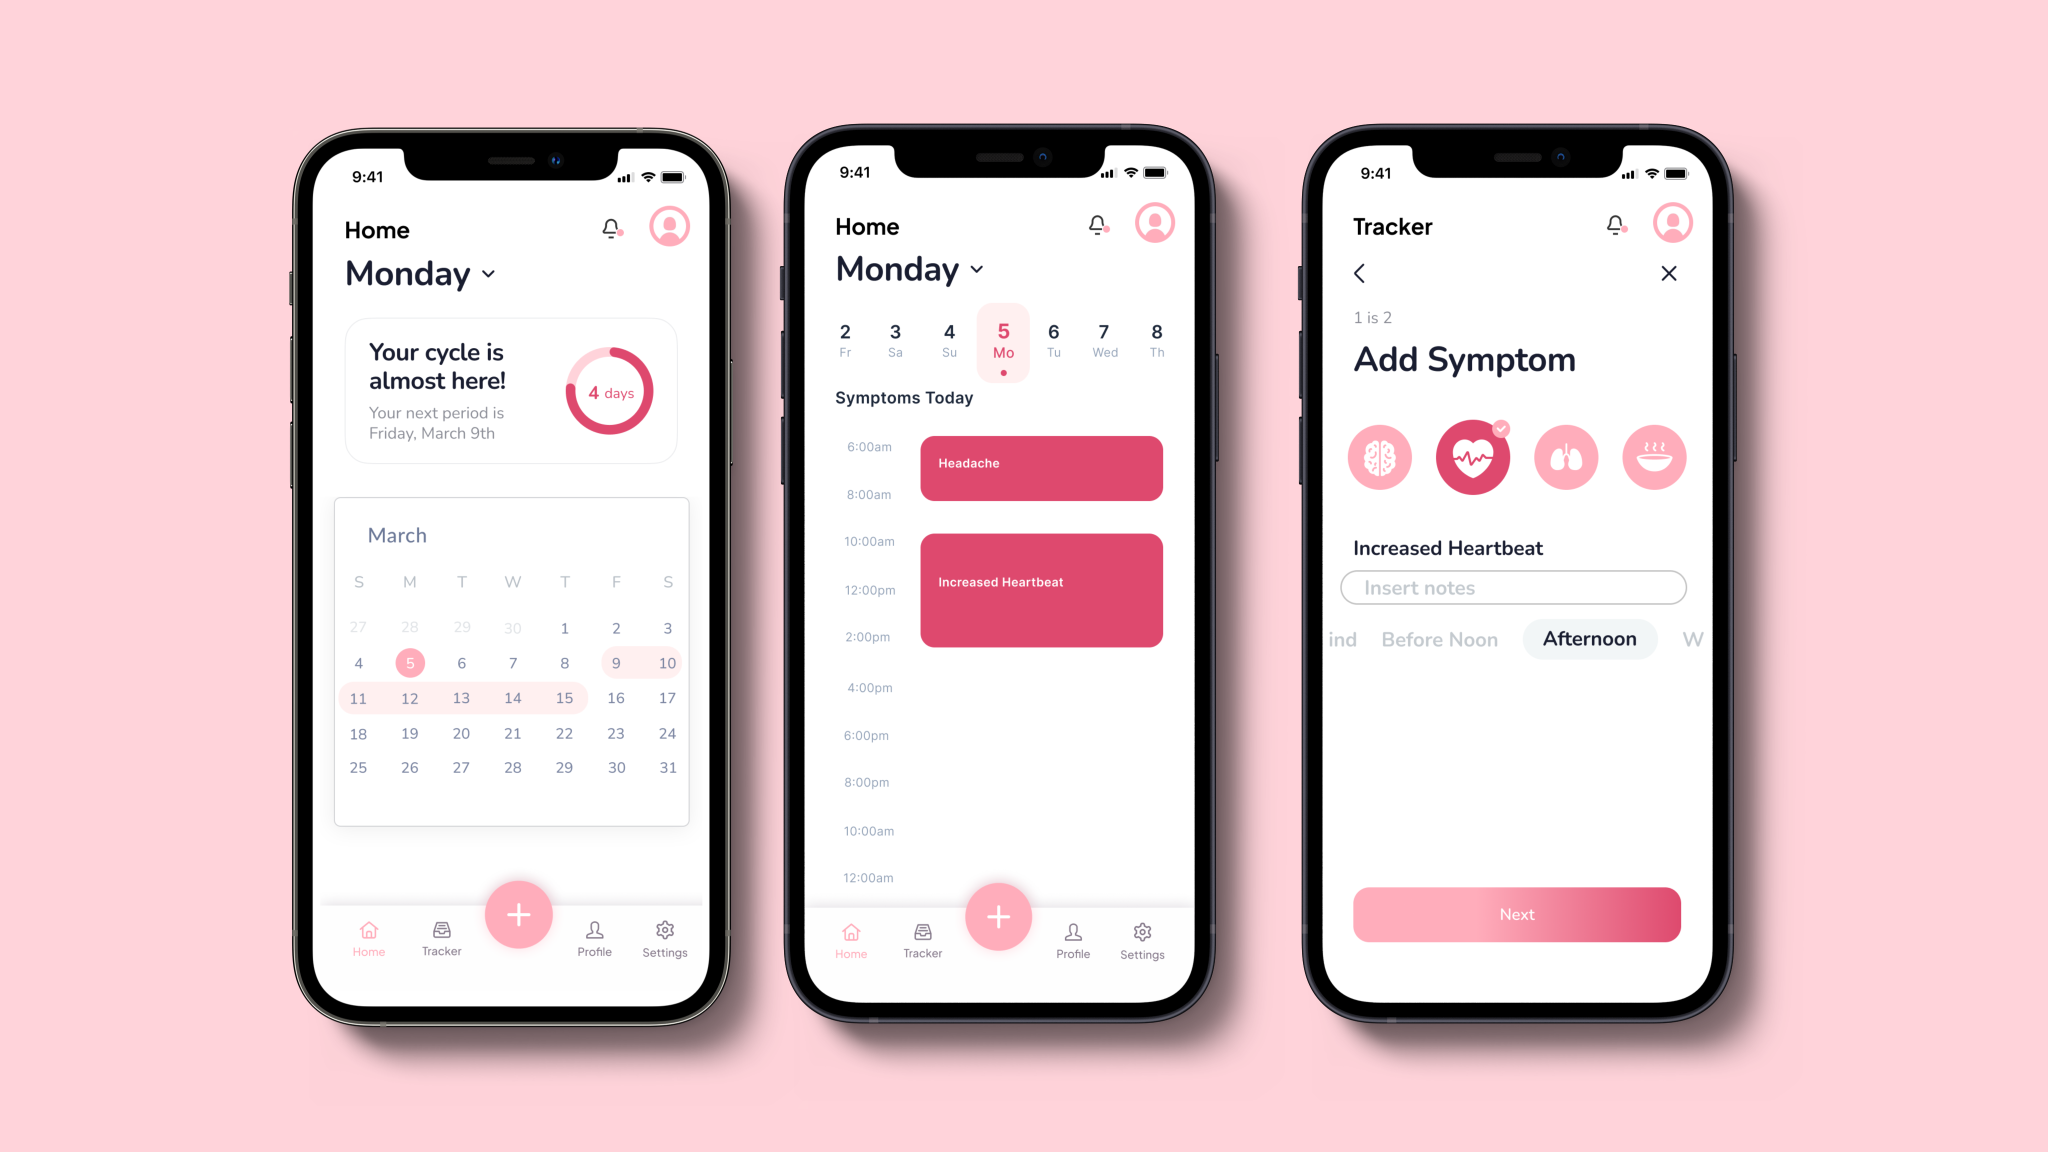 9:41
Home
Monday
Your cycle is
almost here!
Your next period is
Friday, March 9th
4 days
March
S M T W T F S
27 28 29 30 1 2 3
4 5 6 7 8 9 10
11 12 13 14 15 16 17
18 19 20 21 22 23 24
25 26 27 28 29 30 31
Home Tracker Profile Settings
9:41
Home
Monday
2 3 4 5 6 7 8
Fr Sa Su Mo Tu Wed Th
Symptoms Today
6:00am
Headache
8:00am
10:00am
Increased Heartbeat
12:00pm
2:00pm
4:00pm
6:00pm
8:00pm
10:00am
12:00am
Home Tracker Profile Settings
9:41
Tracker
1 is 2
Add Symptom
Increased Heartbeat
Insert notes
ind Before Noon Afternoon W
Next